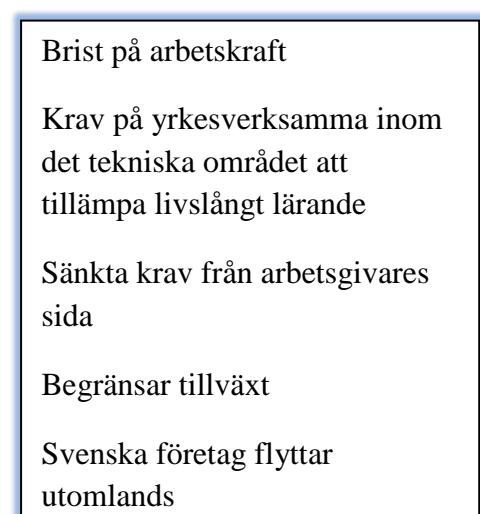 Brist på arbetskraft
Krav på yrkesverksamma inom
det tekniska området att
tillämpa livslångt lärande
Sänkta krav från arbetsgivares
sida
Begränsar tillväxt
Svenska företag flyttar
utomlands